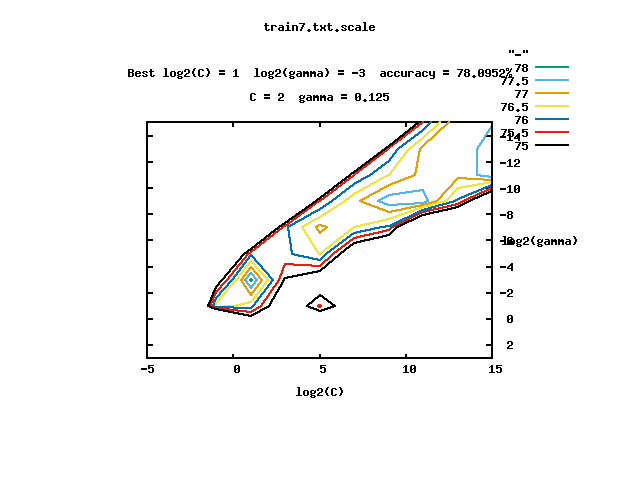 train7.txt.scale
"-"
Best log2(C) = 1 log2(gamma) = -3 accuracy = 78.0952%
78
77.5
77
76.5
76
75.5
75
C = 2 gamma = 0.125
-14
-12
-10
-8
-6
log2(gamma)
-4
-2
0
2
-5 0 5 10 15
log2(C)